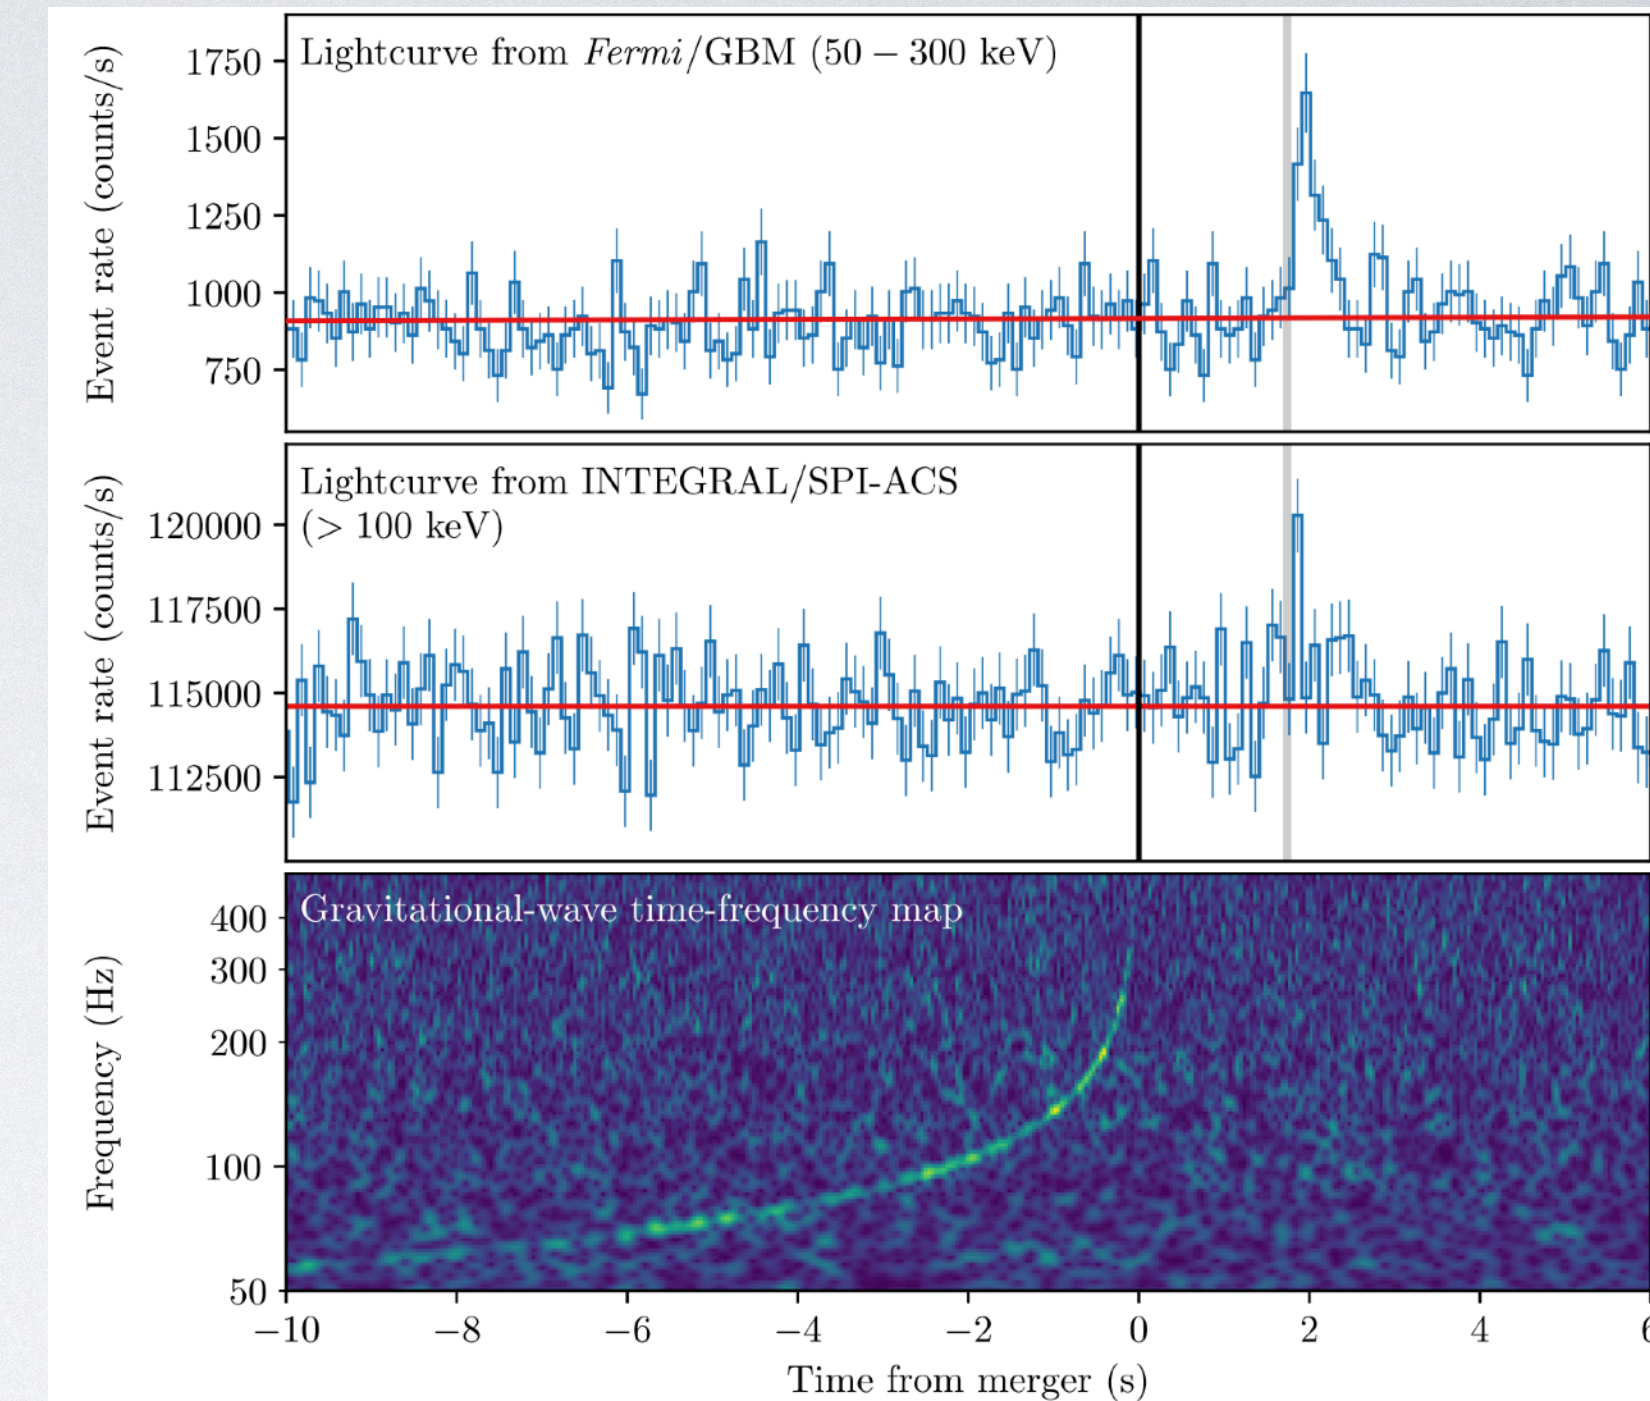 Lightcurve from Fermi/GBM (50 – 300 keV)
Event rate (counts/s)
1750
1500
1250
1000
750
Lightcurve from INTEGRAL/SPI-ACS
(> 100 keV)
Event rate (counts/s)
120000
117500
115000
112500
Gravitational-wave time-frequency map
Frequency (Hz)
400
300
200
100
50
−10 −8 −6 −4 −2 0 2 4 6
Time from merger (s)